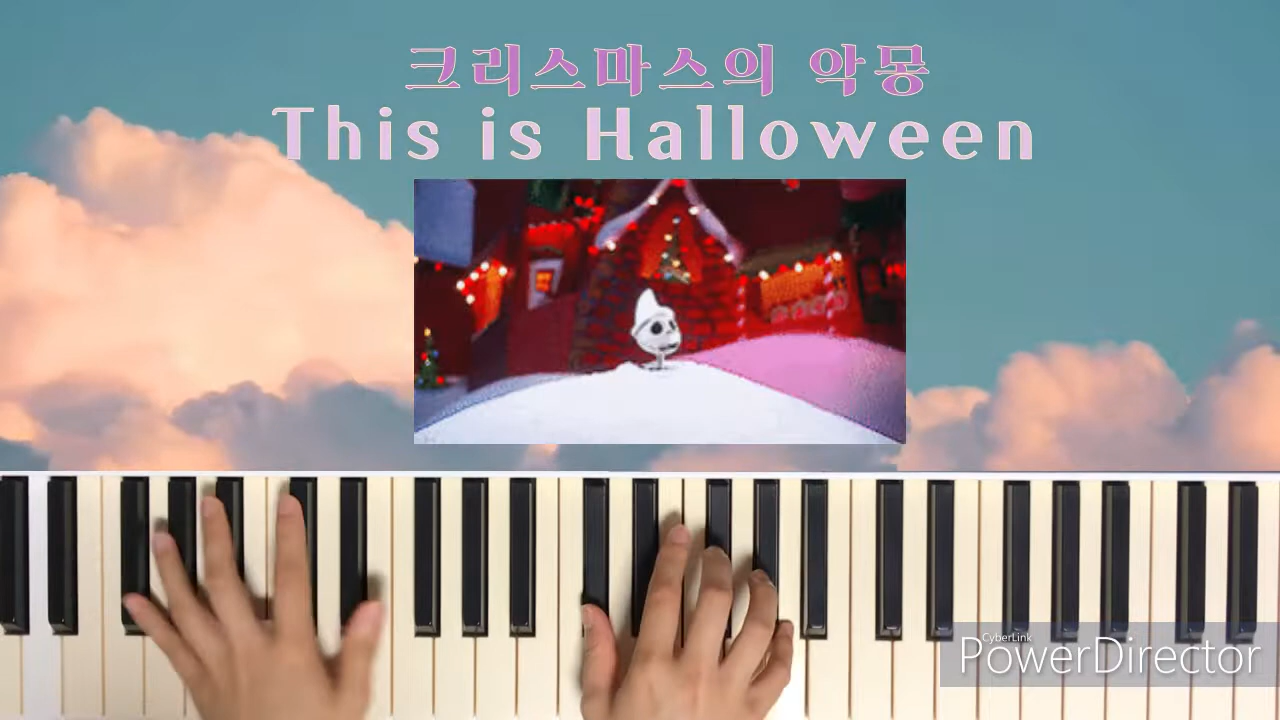 크리스마스의 악몽
This is Halloween
CyberLink
PowerDirector